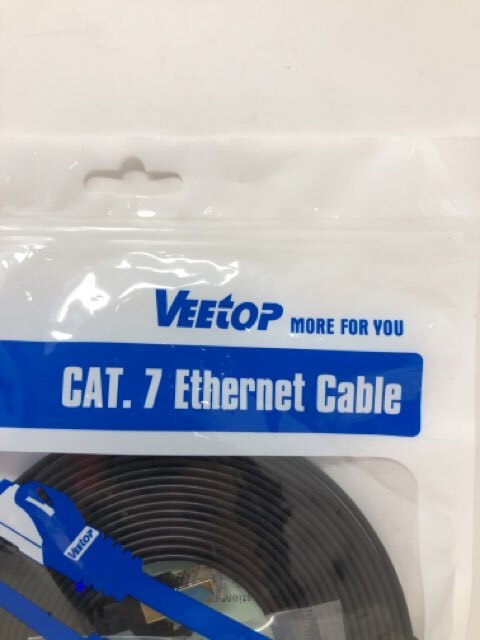 VEETOP MORE FOR YOU
CAT. 7 Ethernet Cable
VEETOP